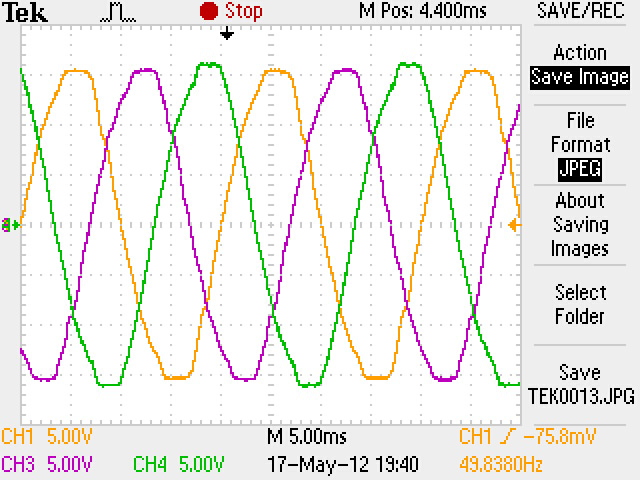 Tek Stop M Pos: 4.400ms SAVE/REC
Action
Save Image
File
Format
JPEG
About
Saving
Images
Select
Folder
Save
TEK0013.JPG
CH1 5.00V M 5.00ms CH1 −75.8mV
CH3 5.00V CH4 5.00V 17-May-12 19:40 49.8380Hz